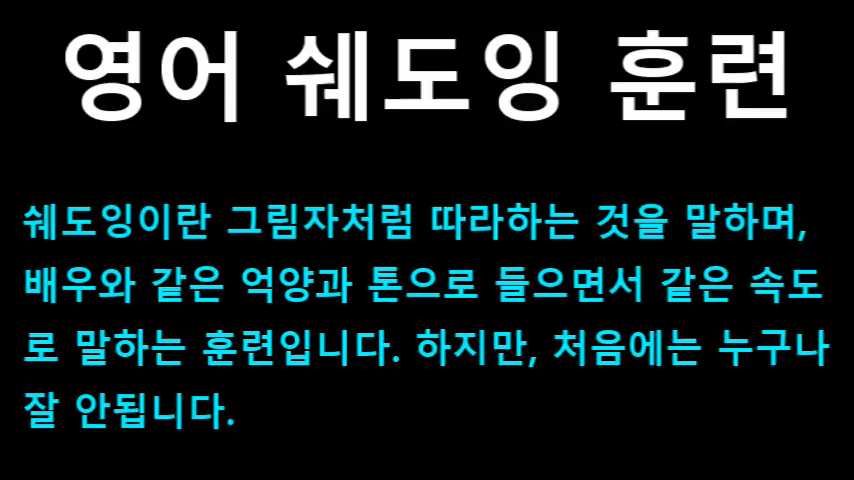 영어 쉐도잉 훈련
쉐도잉이란 그림자처럼 따라하는 것을 말하며,
배우와 같은 억양과 톤으로 들으면서 같은 속도
로 말하는 훈련입니다. 하지만, 처음에는 누구나
잘 안됩니다.